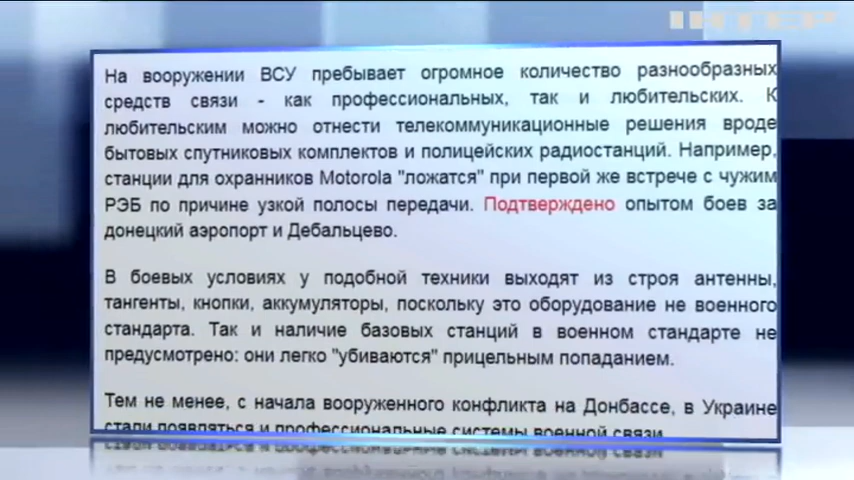 ІНТЕР
На вооружении ВСУ пребывает огромное количество разнообразных
средств связи - как профессиональных, так и любительских. К
любительским можно отнести телекоммуникационные решения вроде
бытовых спутниковых комплектов и полицейских радиостанций. Например,
станции для охранников Motorola "ложатся" при первой же встрече с чужим
РЭБ по причине узкой полосы передачи. Подтверждено опытом боев за
донецкий аэропорт и Дебальцево.
В боевых условиях у подобной техники выходят из строя антенны,
тангенты, кнопки, аккумуляторы, поскольку это оборудование не военного
стандарта. Так и наличие базовых станций в военном стандарте не
предусмотрено: они легко "убиваются" прицельным попаданием.
Тем не менее, с начала вооруженного конфликта на Донбассе, в Украине
стали появляться и профессиональные системы военной связи